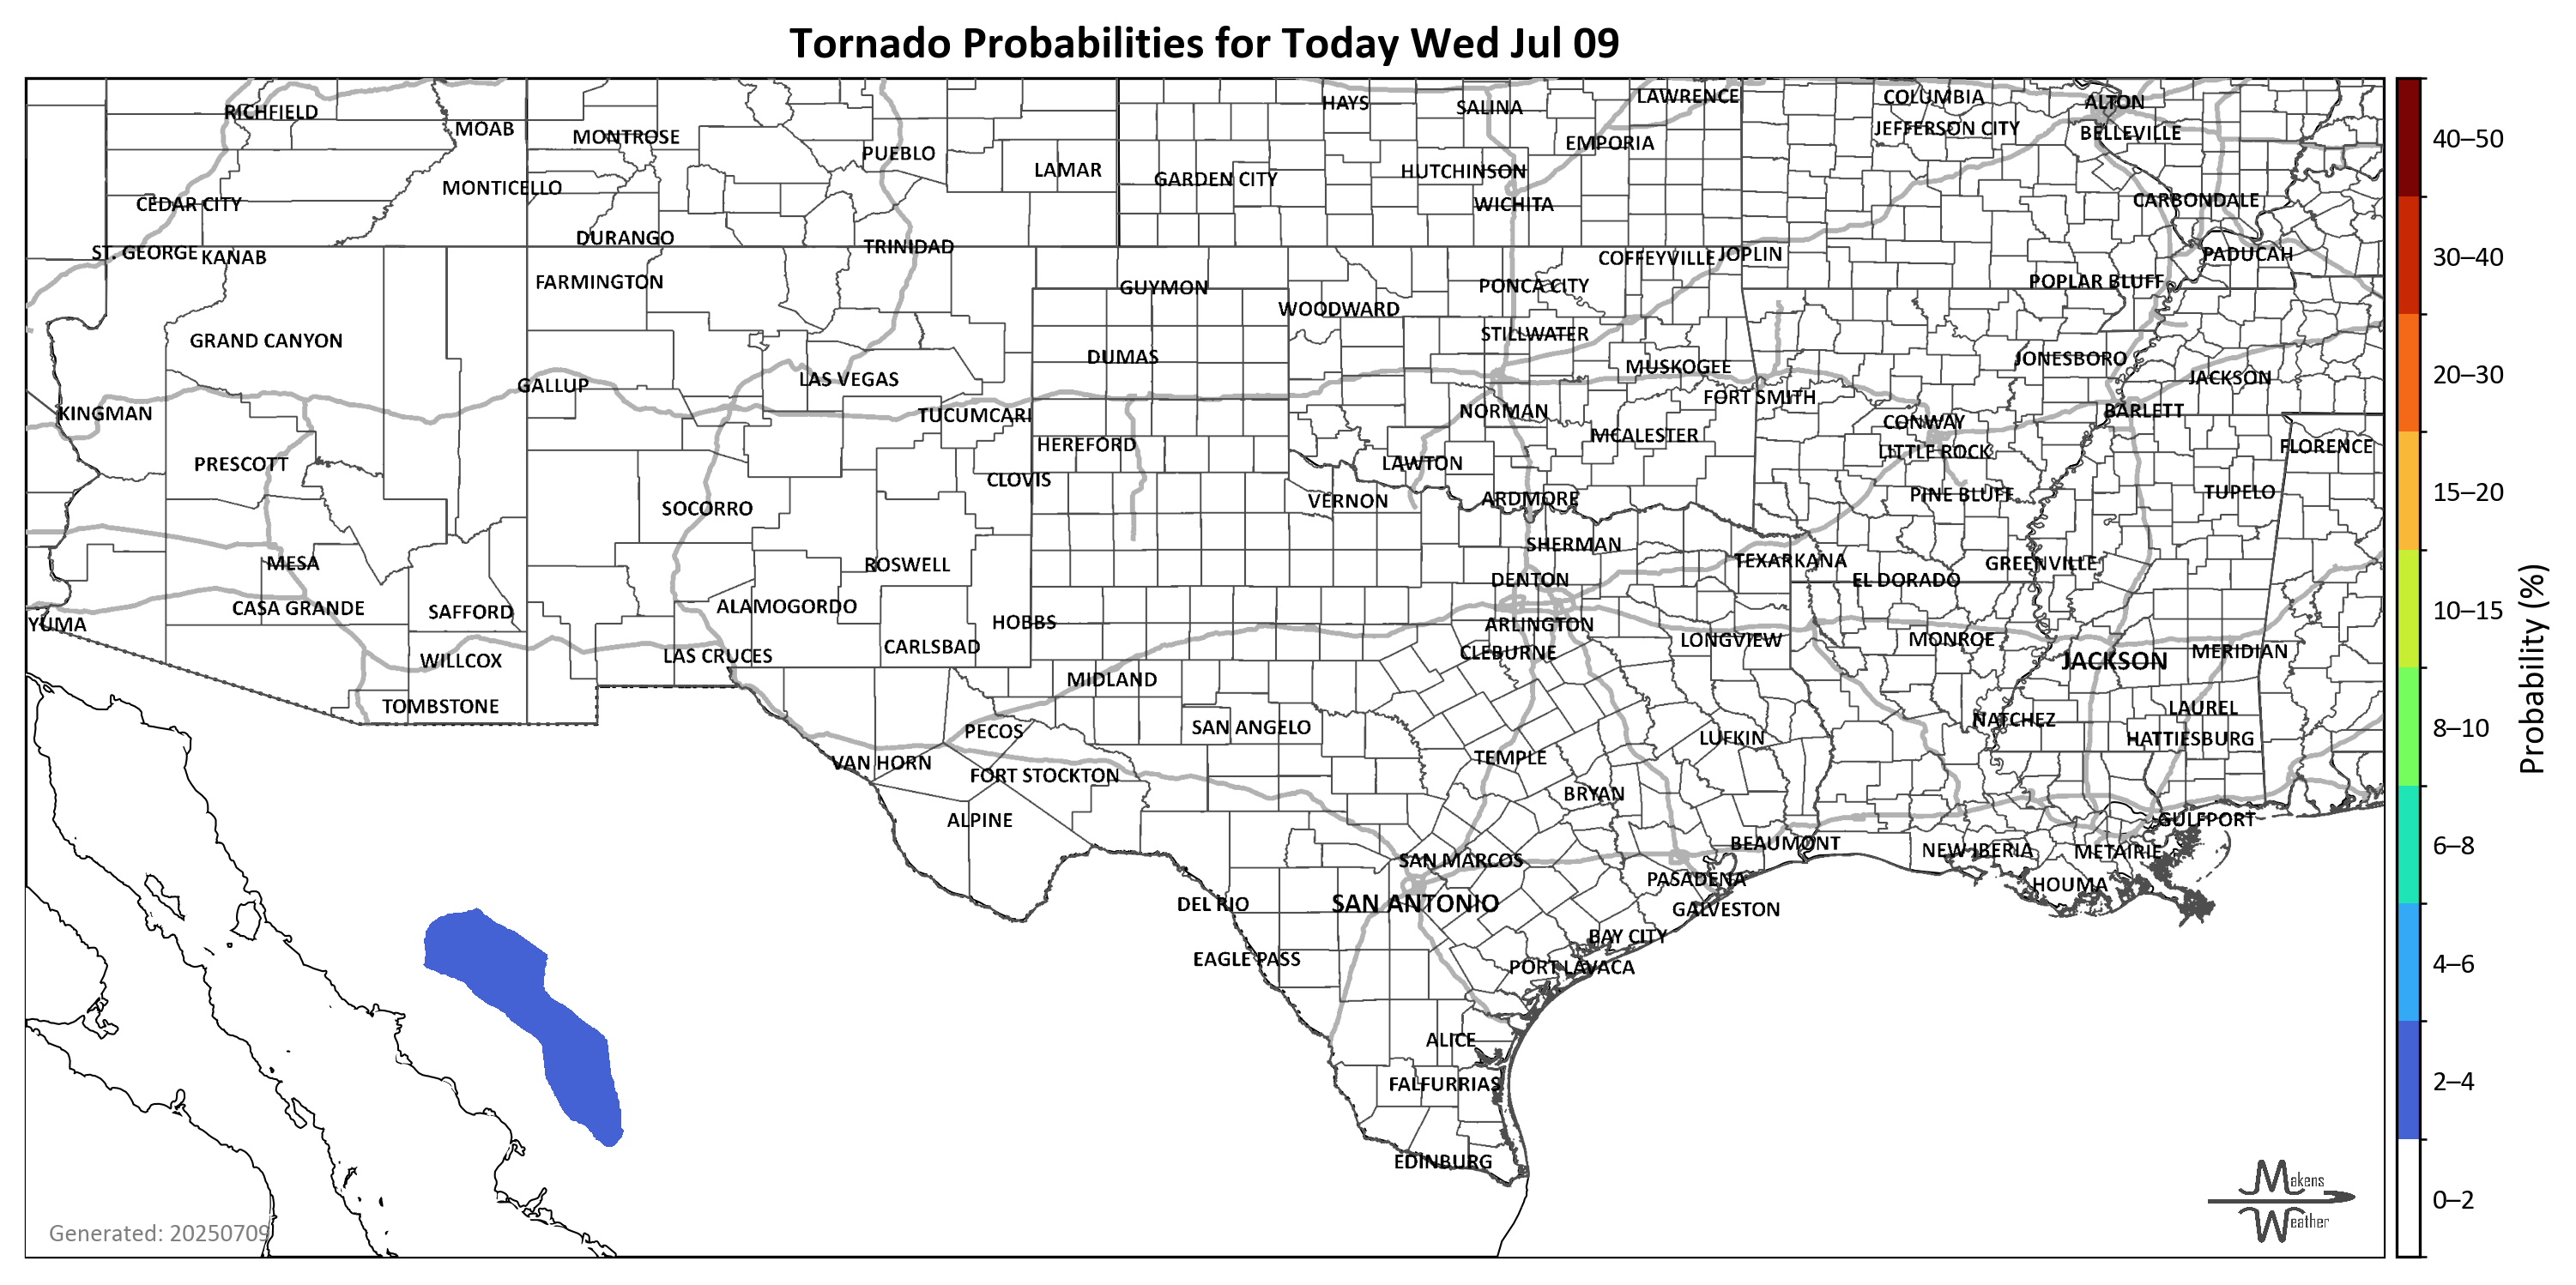 Tornado Probabilities for Today Wed Jul 09
RICHFIELD
MOAB
MONTROSE
PUEBLO
LAMAR
HAYS
SALINA
LAWRENCE
EMPORIA
COLUMBIA
JEFFERSON CITY
ALTON
BELLEVILLE
MONTICELLO
GARDEN CITY
HUTCHINSON
WICHITA
CEDAR CITY
CARBONDALE
DURANGO
TRINIDAD
ST. GEORGE
KANAB
COFFEYVILLE
JOPLIN
PADUCAH
FARMINGTON
GUYMON
PONCA CITY
POPLAR BLUFF
WOODWARD
GRAND CANYON
STILLWATER
DUMAS
JONESBORO
MUSKOGEE
GALLUP
LAS VEGAS
JACKSON
FORT SMITH
KINGMAN
TUCUMCARI
NORMAN
BARLETT
CONWAY
HEREFORD
MCALESTER
LITTLE ROCK
FLORENCE
PRESCOTT
LAWTON
CLOVIS
VERNON
ARDMORE
PINE BLUFF
TUPELO
SOCORRO
SHERMAN
MESA
ROSWELL
TEXARKANA
GREENVILLE
DENTON
EL DORADO
CASA GRANDE
SAFFORD
ALAMOGORDO
HOBBS
ARLINGTON
YUMA
CARLSBAD
LONGVIEW
MONROE
CLEBURNE
MERIDIAN
WILLCOX
LAS CRUCES
JACKSON
MIDLAND
TOMBSTONE
LAUREL
NATCHEZ
SAN ANGELO
PECOS
LUFKIN
HATTIESBURG
VAN HORN
TEMPLE
FORT STOCKTON
BRYAN
ALPINE
GULFPORT
BEAUMONT
NEW IBERIA
METAIRIE
SAN MARCOS
PASADENA
HOUMA
DEL RIO
SAN ANTONIO
GALVESTON
BAY CITY
EAGLE PASS
PORT LAVACA
ALICE
FALFURRIAS
EDINBURG
Generated: 20250709
Makens
Weather
40–50
30–40
20–30
15–20
10–15
8–10
6–8
4–6
2–4
0–2
Probability (%)